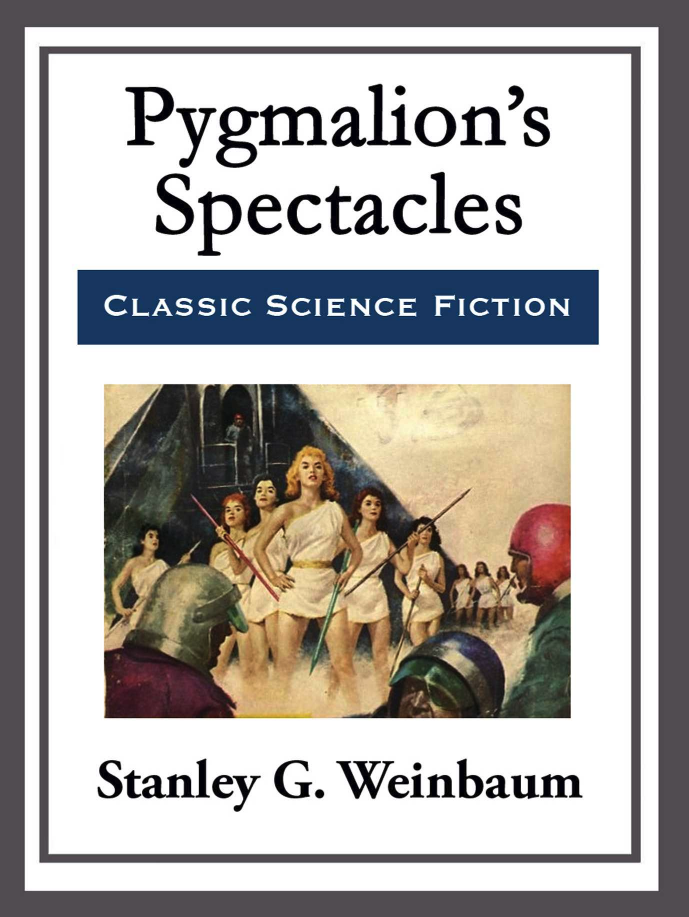 Pygmalion’s
Spectacles
Classic Science Fiction
Stanley G. Weinbaum